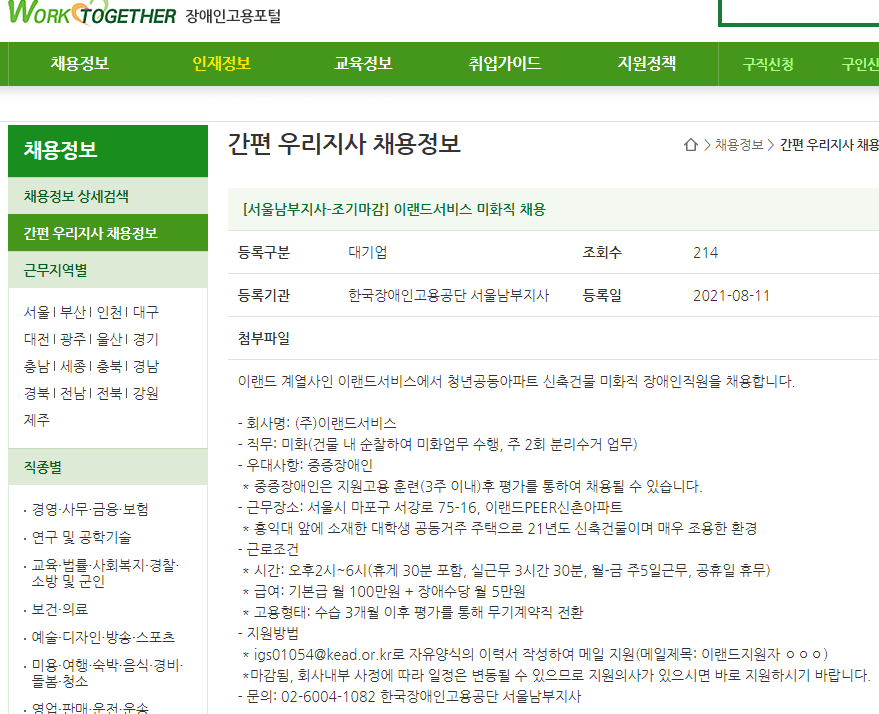 WORK TOGETHER 장애인고용포털
채용정보 인재정보 교육정보 취업가이드 지원정책 구직신청 구인신
채용정보
채용정보 상세검색
간편 우리지사 채용정보
근무지역별
서울 | 부산 | 인천 | 대구
대전 | 광주 | 울산 | 경기
충남 | 세종 | 충북 | 경남
경북 | 전남 | 전북 | 강원
제주
직종별
· 경영·사무·금융·보험
· 연구 및 공학기술
· 교육·법률·사회복지·경찰·
소방 및 군인
· 보건·의료
· 예술·디자인·방송·스포츠
· 미용·여행·숙박·음식·경비·
돌봄·청소
· 영업·판매·운전·운송
간편 우리지사 채용정보
> 채용정보 > 간편 우리지사 채용
[서울남부지사-조기마감] 이랜드서비스 미화직 채용
등록구분 대기업 조회수 214
등록기관 한국장애인고용공단 서울남부지사 등록일 2021-08-11
첨부파일
이랜드 계열사인 이랜드서비스에서 청년공동아파트 신축건물 미화직 장애인직원을 채용합니다.
- 회사명: (주)이랜드서비스
- 직무: 미화(건물 내 순찰하여 미화업무 수행, 주 2회 분리수거 업무)
- 우대사항: 중증장애인
* 중증장애인은 지원고용 훈련(3주 이내)후 평가를 통하여 채용될 수 있습니다.
- 근무장소: 서울시 마포구 서강로 75-16, 이랜드PEER신촌아파트
* 홍익대 앞에 소재한 대학생 공동거주 주택으로 21년도 신축건물이며 매우 조용한 환경
- 근로조건
* 시간: 오후2시~6시(휴게 30분 포함, 실근무 3시간 30분, 월-금 주5일근무, 공휴일 휴무)
* 급여: 기본급 월 100만원 + 장애수당 월 5만원
* 고용형태: 수습 3개월 이후 평가를 통해 무기계약직 전환
- 지원방법
* igs01054@kead.or.kr로 자유양식의 이력서 작성하여 메일 지원(메일제목: 이랜드지원자 ㅇㅇㅇ)
*마감됨, 회사내부 사정에 따라 일정은 변동될 수 있으므로 지원의사가 있으시면 바로 지원하시기 바랍니다.
- 문의: 02-6004-1082 한국장애인고용공단 서울남부지사